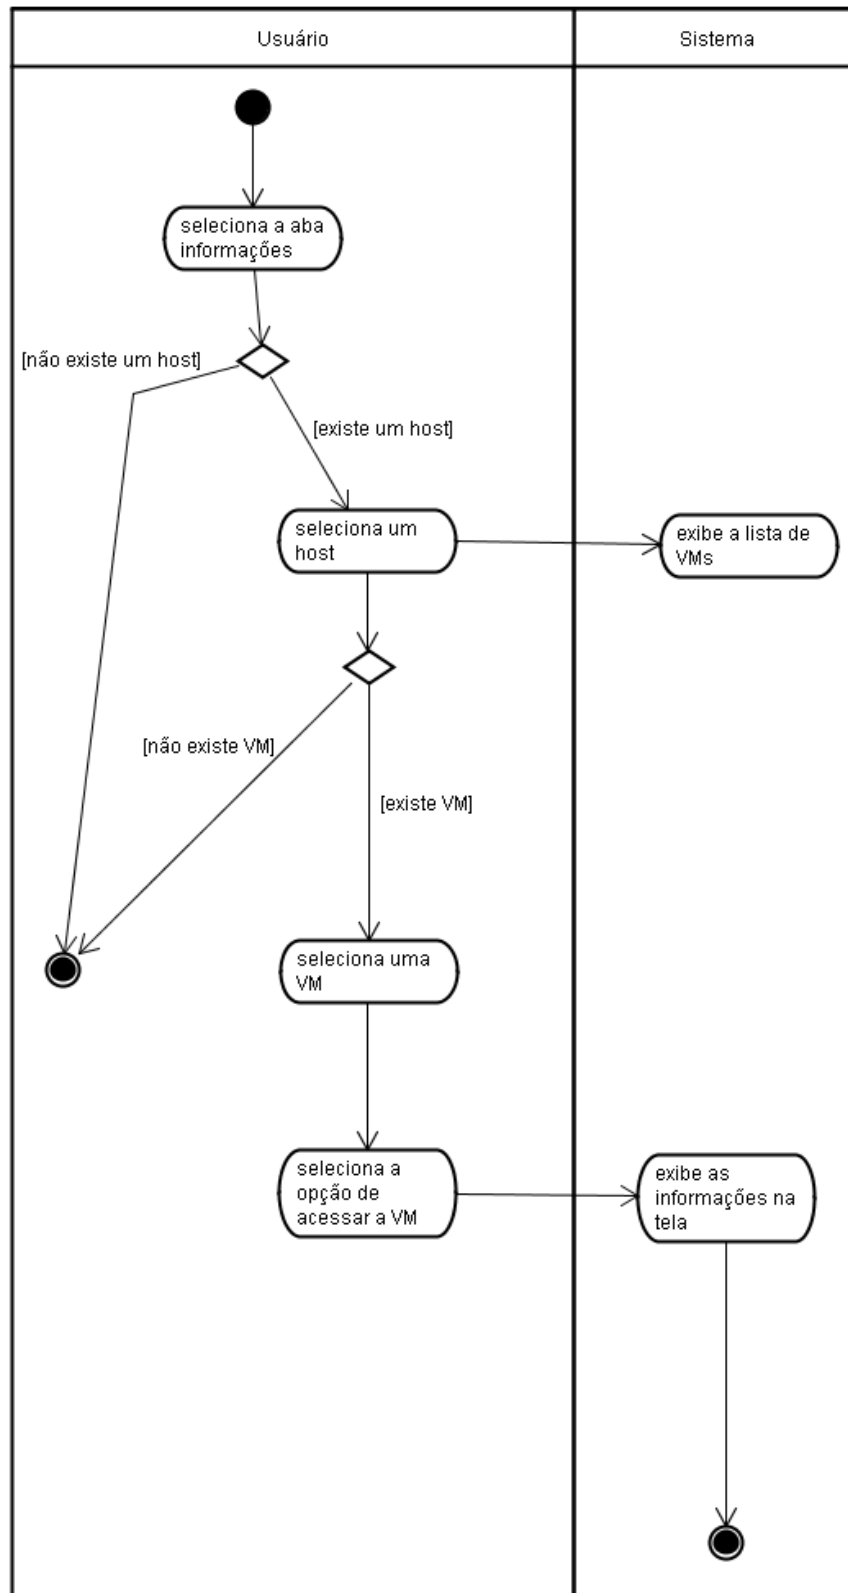 Usuário
Sistema
seleciona a aba
informações
[não existe um host]
[existe um host]
seleciona um
host
exibe a lista de
VMs
[não existe VM]
[existe VM]
seleciona uma
VM
seleciona a
opção de
acessar a VM
exibe as
informações na
tela